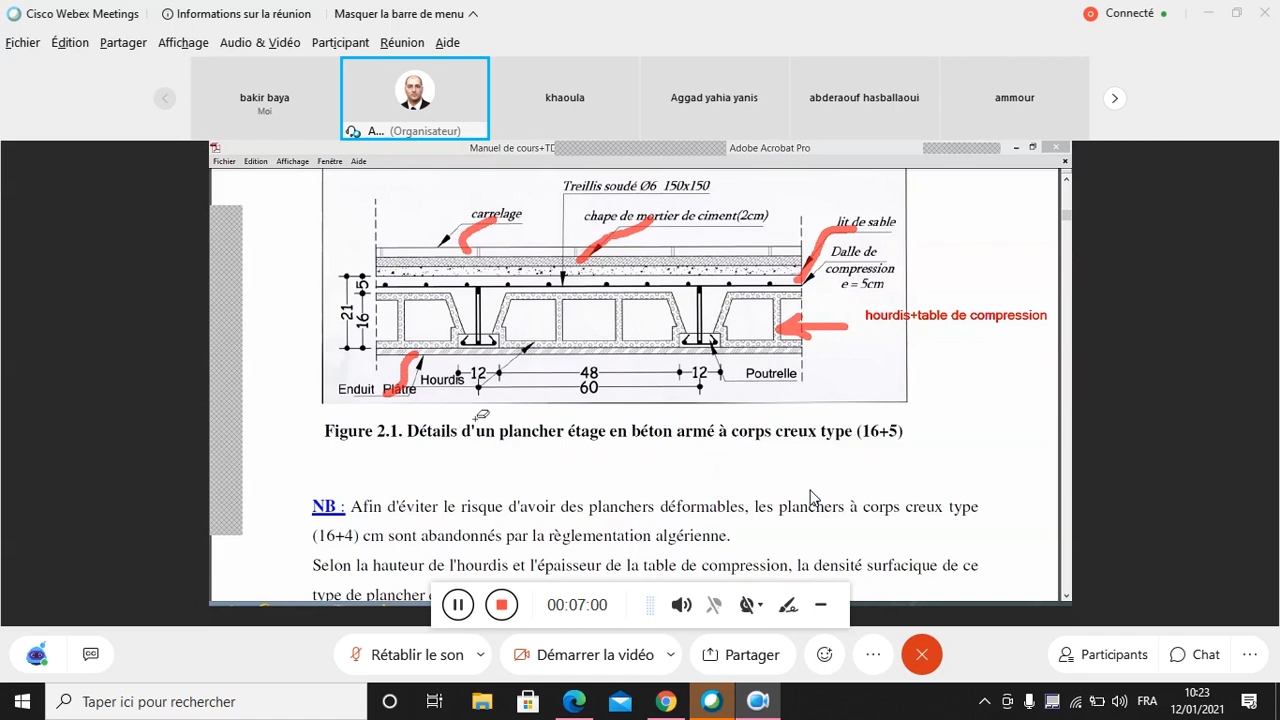 Cisco Webex Meetings
Informations sur la réunion
Masquer la barre de menu
Connecté
Fichier Édition Partager Affichage Audio & Vidéo Participant Réunion Aide
bakir baya
Moi
A... (Organisateur)
khaoula
Aggad yahia yanis
abderaouf hasballaoui
ammour
Manuel de cours+TD
Adobe Acrobat Pro
Fichier Edition Affichage Fenêtre Aide
Treillis soudé Ø6 150x150
carrelage
chape de mortier de ciment(2cm)
lit de sable
Dalle de
compression
e = 5cm
5
21
16
hourdis+table de compression
Enduit Plâtre
Hourdis
12
48
12
60
Poutrelle
Figure 2.1. Détails d'un plancher étage en béton armé à corps creux type (16+5)
NB : Afin d'éviter le risque d'avoir des planchers déformables, les planchers à corps creux type
(16+4) cm sont abandonnés par la règlementation algérienne.
Selon la hauteur de l'hourdis et l'épaisseur de la table de compression, la densité surfacique de ce
type de plancher
00:07:00
Rétablir le son
Démarrer la vidéo
Partager
Participants
Chat
Taper ici pour rechercher
FRA
10:23
12/01/2021